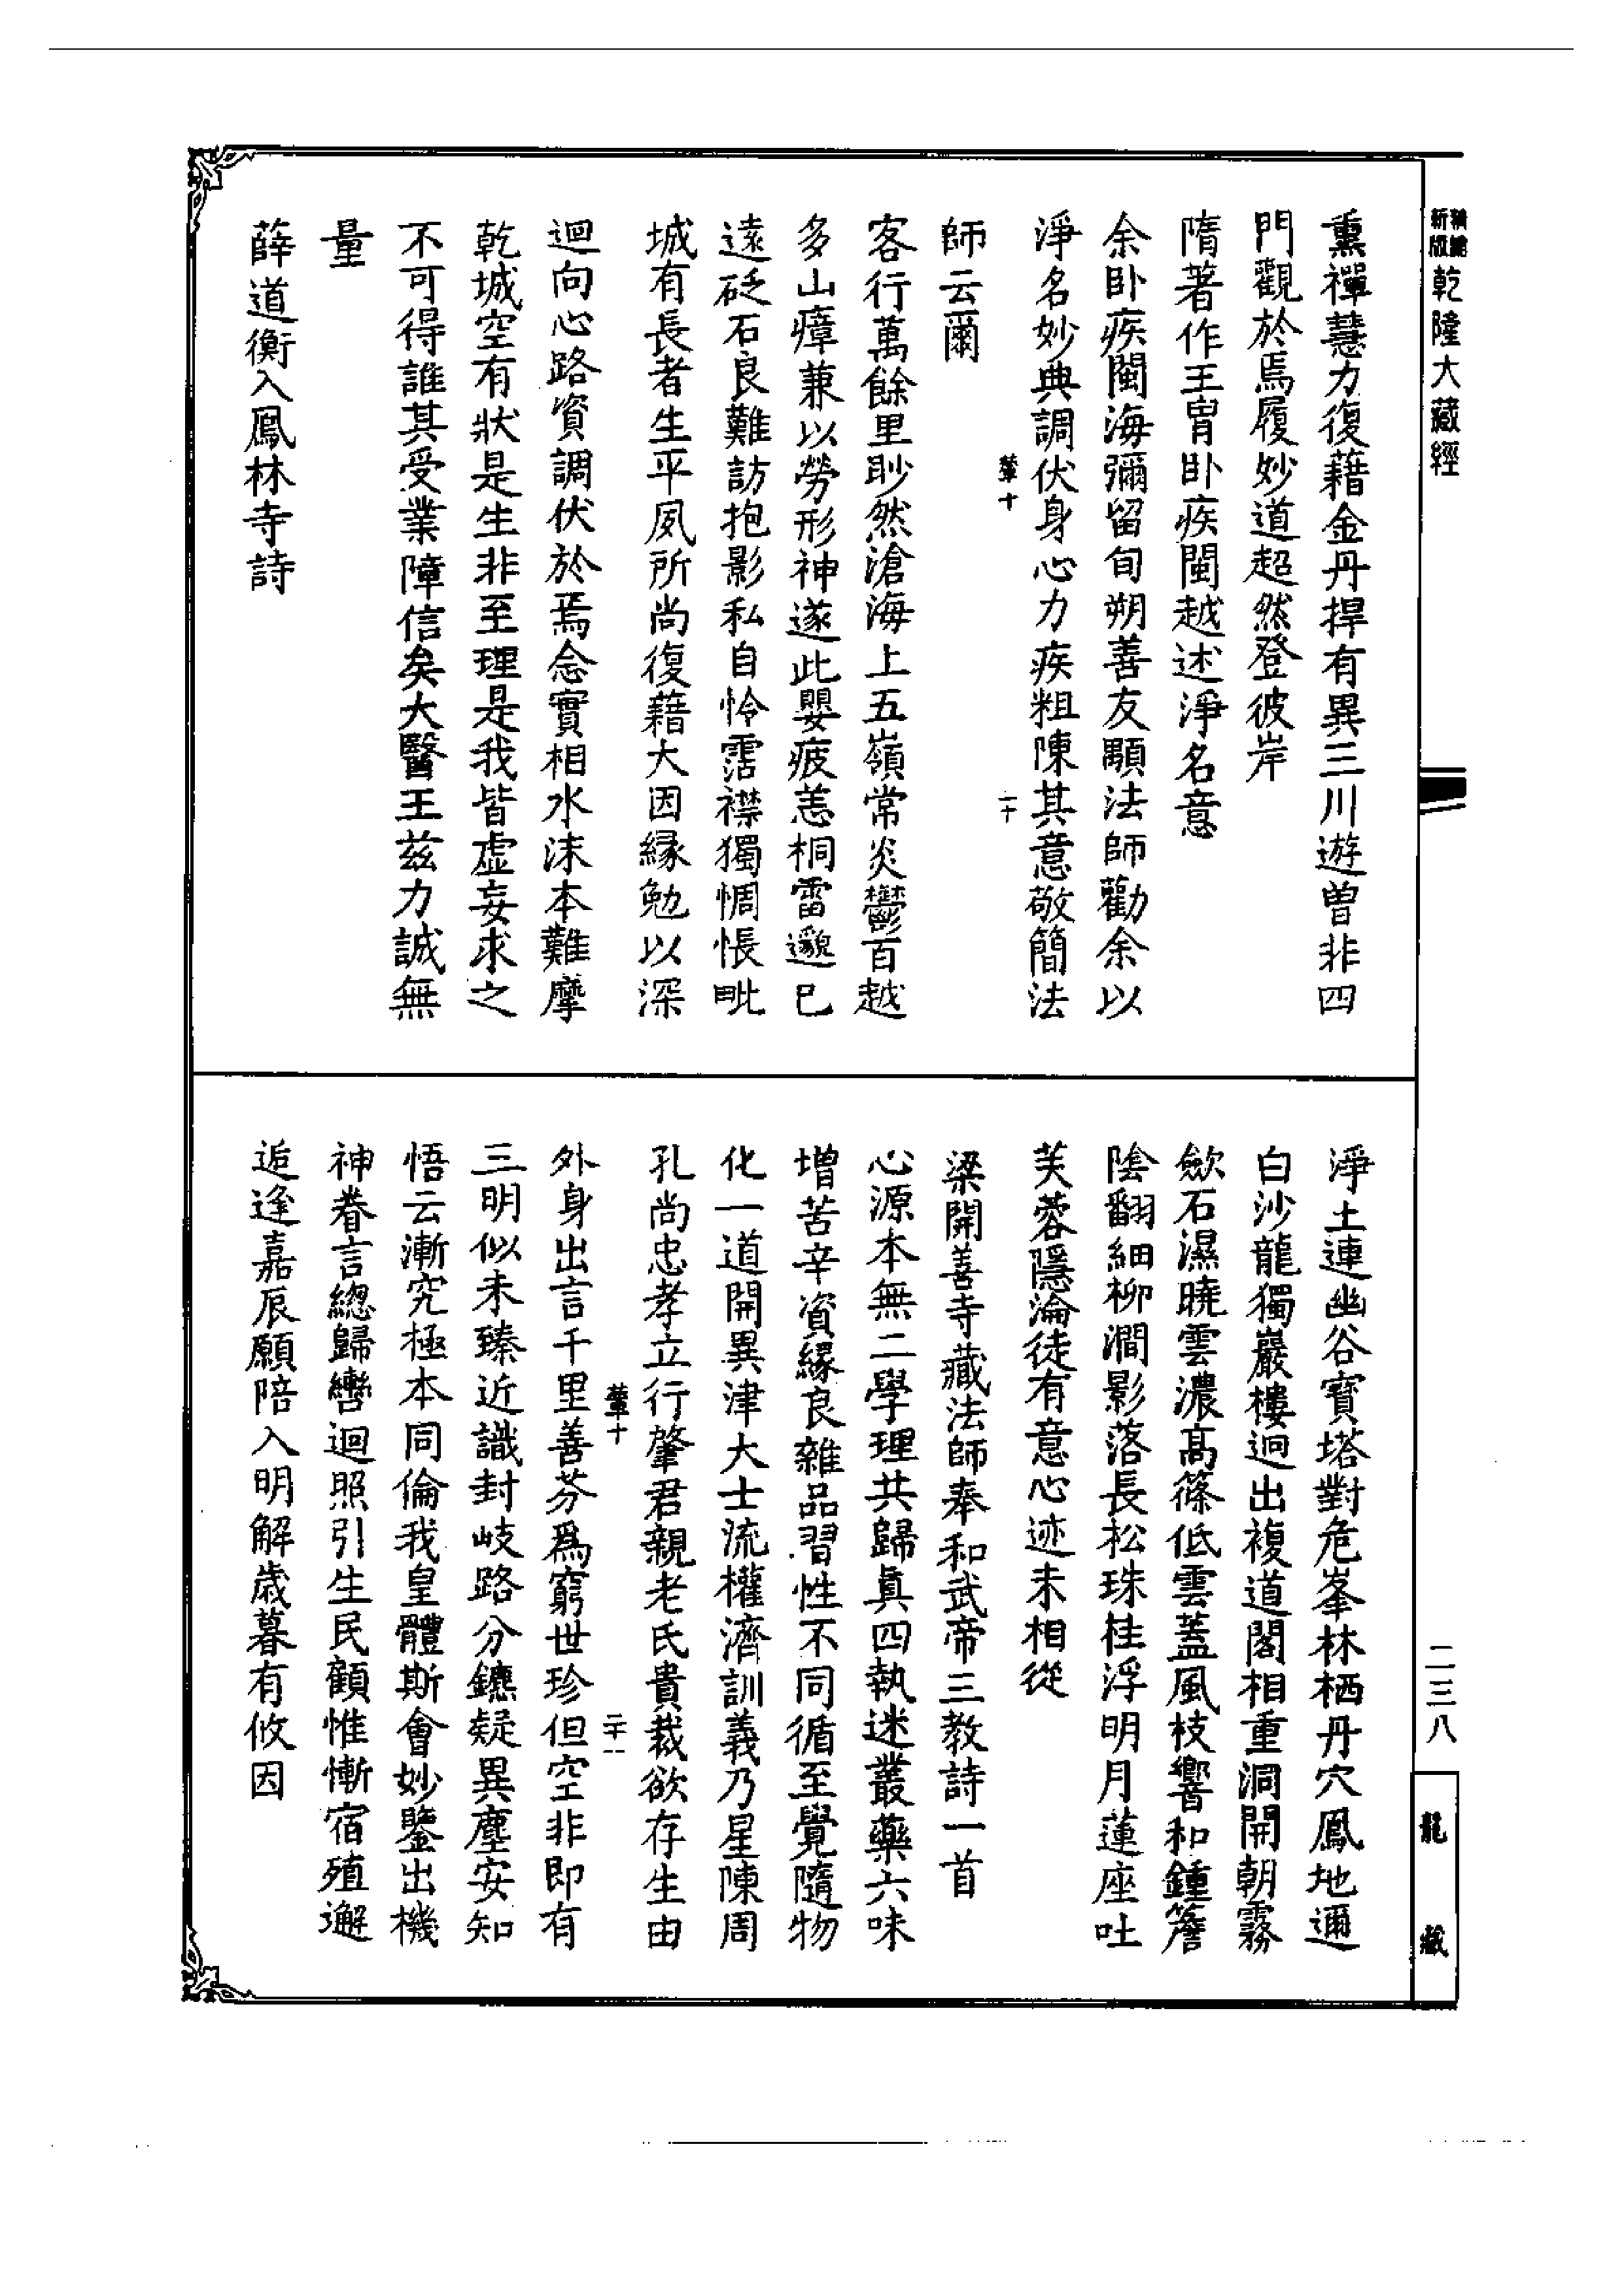 精緻
新版
乾隆大藏經
熏禪慧力復藉金丹捍有異三川遊曾非四
門觀於焉履妙道超然登彼岸
隋著作王胄卧疾閩越述淨名意
余卧疾閩海彌留旬朔善友顒法師勸余以
淨名妙典調伏身心力疾粗陳其意敬簡法
輦十
二十
師云爾
客行萬餘里眇然滄海上五嶺常炎鬱百越
多山瘴兼以勞形神遂此嬰疲恙桐雷邈已
遠砭石良難訪抱影私自怜霑襟獨惆悵毗
城有長者生平夙所尚復藉大因縁勉以深
迴向心路資調伏於焉念實相水沫本難摩
乾城空有狀是生非至理是我皆虛妄求之
不可得誰其受業障信矣大醫王茲力誠無
量
薛道衡入鳳林寺詩
淨土連幽谷寶塔對危峯林栖丹穴鳳地邇
白沙龍獨巖樓迥出複道閣相重洞開朝霧
歛石濕曉雲濃髙篠低雲蓋風枝響和鍾簷
陰翻細柳澗影落長松珠桂浮明月蓮座吐
芙蓉隱淪徒有意心迹未相從
梁開善寺藏法師奉和武帝三教詩一首
心源本無二學理共歸真四執迷叢藥六味
增苦辛資緣良雜品習性不同循至覺隨物
化一道開異津大士流權濟訓義乃星陳周
孔尚忠孝立行肇君親老氏貴裁欲存生由
輦十
二十一
外身出言千里善芬爲窮世珍但空非即有
三明似未臻近識封岐路分鑣疑異塵安知
悟云漸究極本同倫我皇體斯會妙鑒出機
神眷言總歸轡迴照引生民顧惟慚宿殖邂
逅逢嘉辰願陪入明解歲暮有攸因
二三八
龍藏